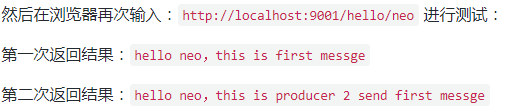 然后在浏览器再次输入：http://localhost:9001/hello/neo 进行测试：
第一次返回结果：hello neo，this is first messge
第二次返回结果：hello neo，this is producer 2 send first messge